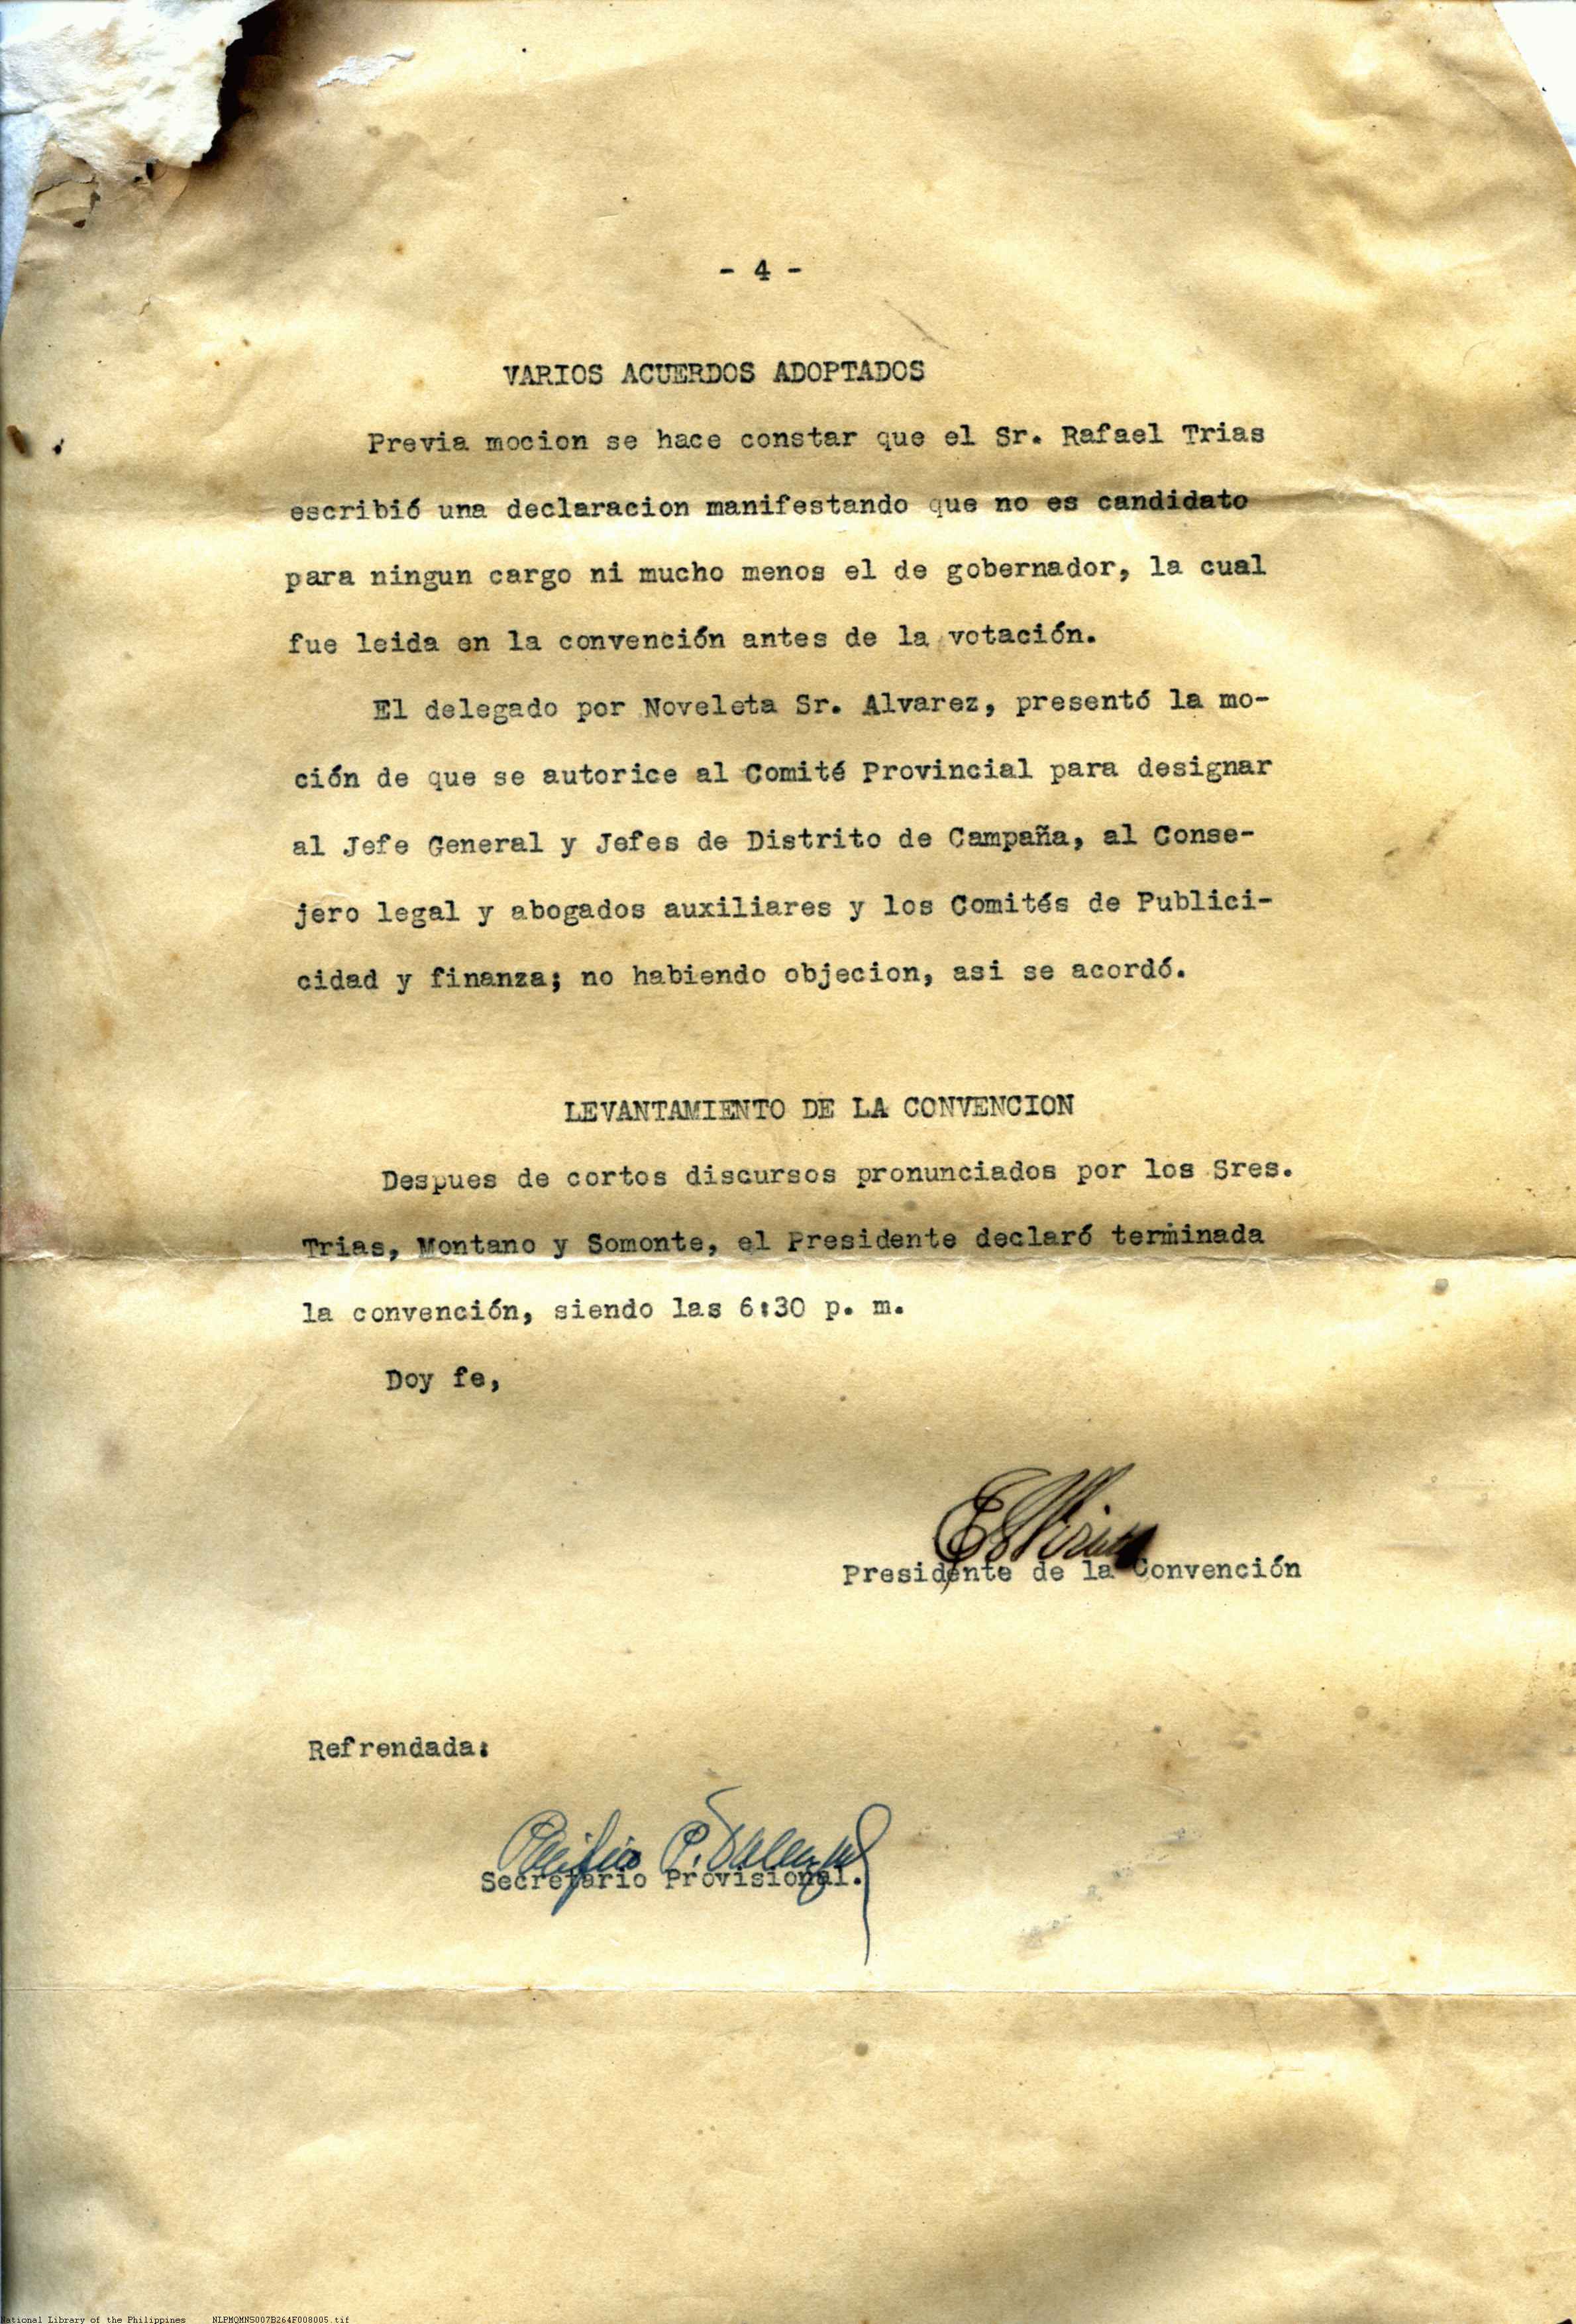 - 4 -
VARIOS ACUERDOS ADOPTADOS
Previa mocion se hace constar que el Sr. Rafael Trias
escribió una declaracion manifestando que no es candidato
para ningun cargo ni mucho menos el de gobernador, la cual
fue leida en la convención antes de la votación.
El delegado por Noveleta Sr. Alvarez, presentó la mo-
ción de que se autorice al Comité Provincial para designar
al Jefe General y Jefes de Distrito de Campaña, al Conse-
jero legal y abogados auxiliares y los Comités de Publici-
cidad y finanza; no habiendo objecion, asi se acordó.
LEVANTAMIENTO DE LA CONVENCION
Despues de cortos discursos pronunciados por los Sres.
Trias, Montano y Somonte, el Presidente declaró terminada
la convención, siendo las 6:30 p. m.
Doy fe,
Presidente de la Convención
Refrendada:
P.
Secretario Provisional.
National Library of the Philippines NLPMQMNS007B264F008005.tif